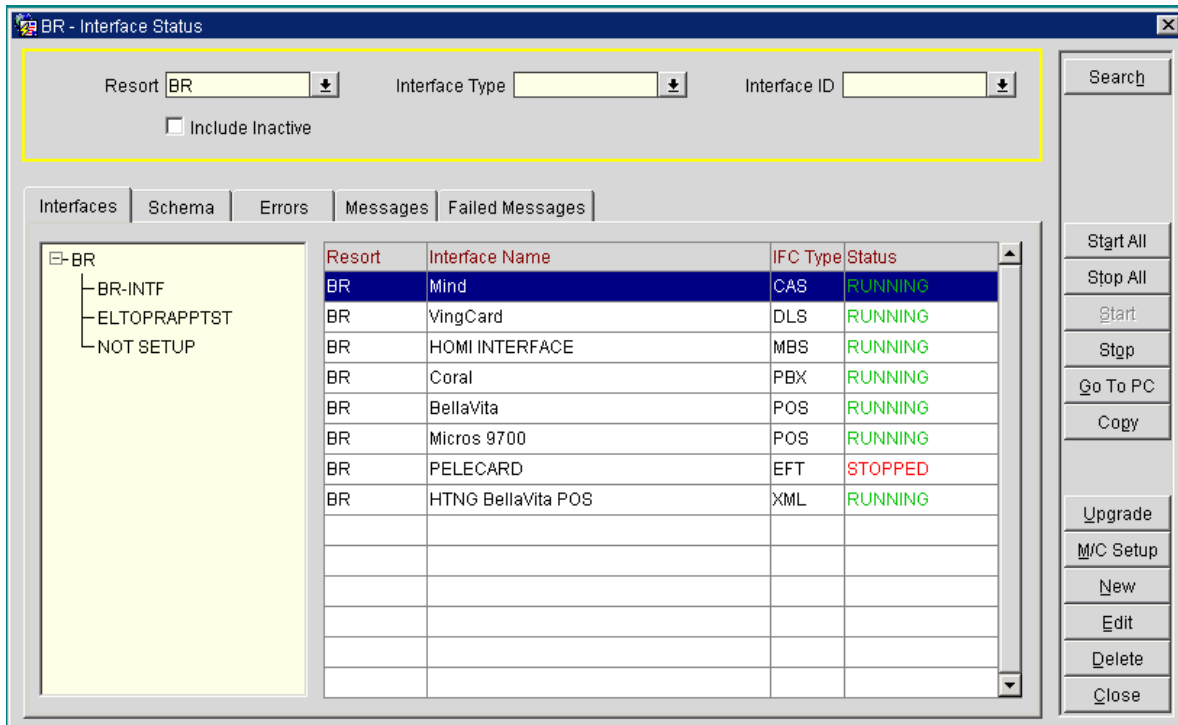 BR - Interface Status
Resort BR Interface Type Interface ID
Include Inactive
Search
Interfaces Schema Errors Messages Failed Messages
BR
BR-INTF
ELTOPRAPPTST
NOT SETUP
Resort Interface Name IFC Type Status
BR Mind CAS RUNNING
BR VingCard DLS RUNNING
BR HOMI INTERFACE MBS RUNNING
BR Coral PBX RUNNING
BR BellaVita POS RUNNING
BR Micros 9700 POS RUNNING
BR PELECARD EFT STOPPED
BR HTNG BellaVita POS XML RUNNING
Start All
Stop All
Start
Stop
Go To PC
Copy
Upgrade
M/C Setup
New
Edit
Delete
Close